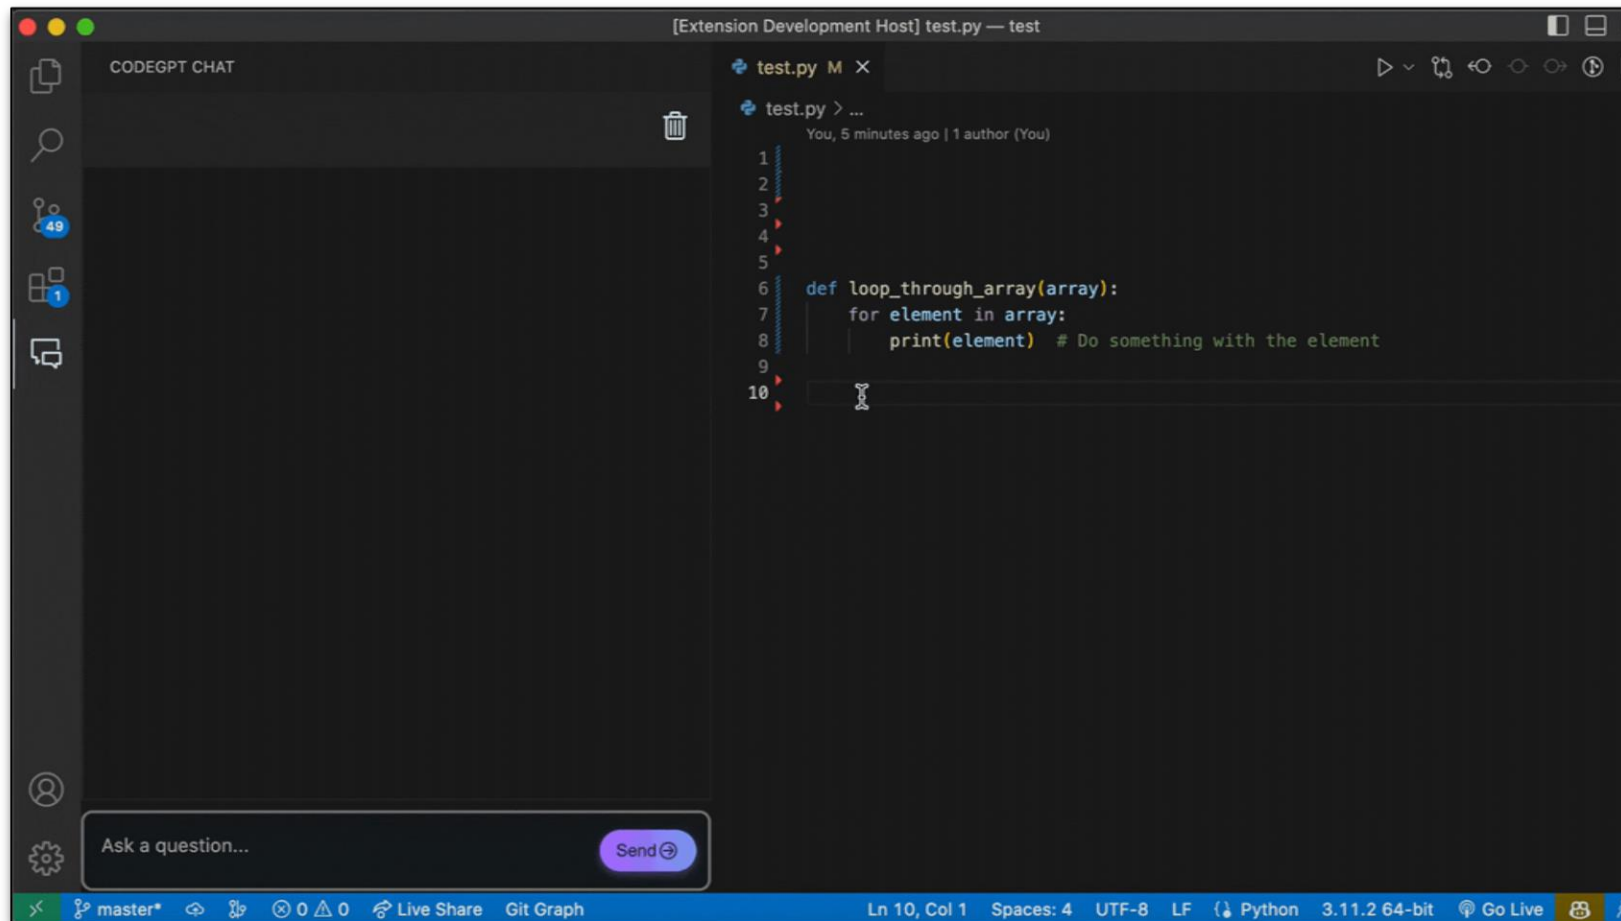 [Extension Development Host] test.py — test
CODEGPT CHAT
test.py M
test.py > ...
You, 5 minutes ago | 1 author (You)
1
2
3
4
5
6 def loop_through_array(array):
7 for element in array:
8 print(element) # Do something with the element
9
10
49
1
Ask a question...
Send
master* 0 0 Live Share Git Graph Ln 10, Col 1 Spaces: 4 UTF-8 LF Python 3.11.2 64-bit Go Live